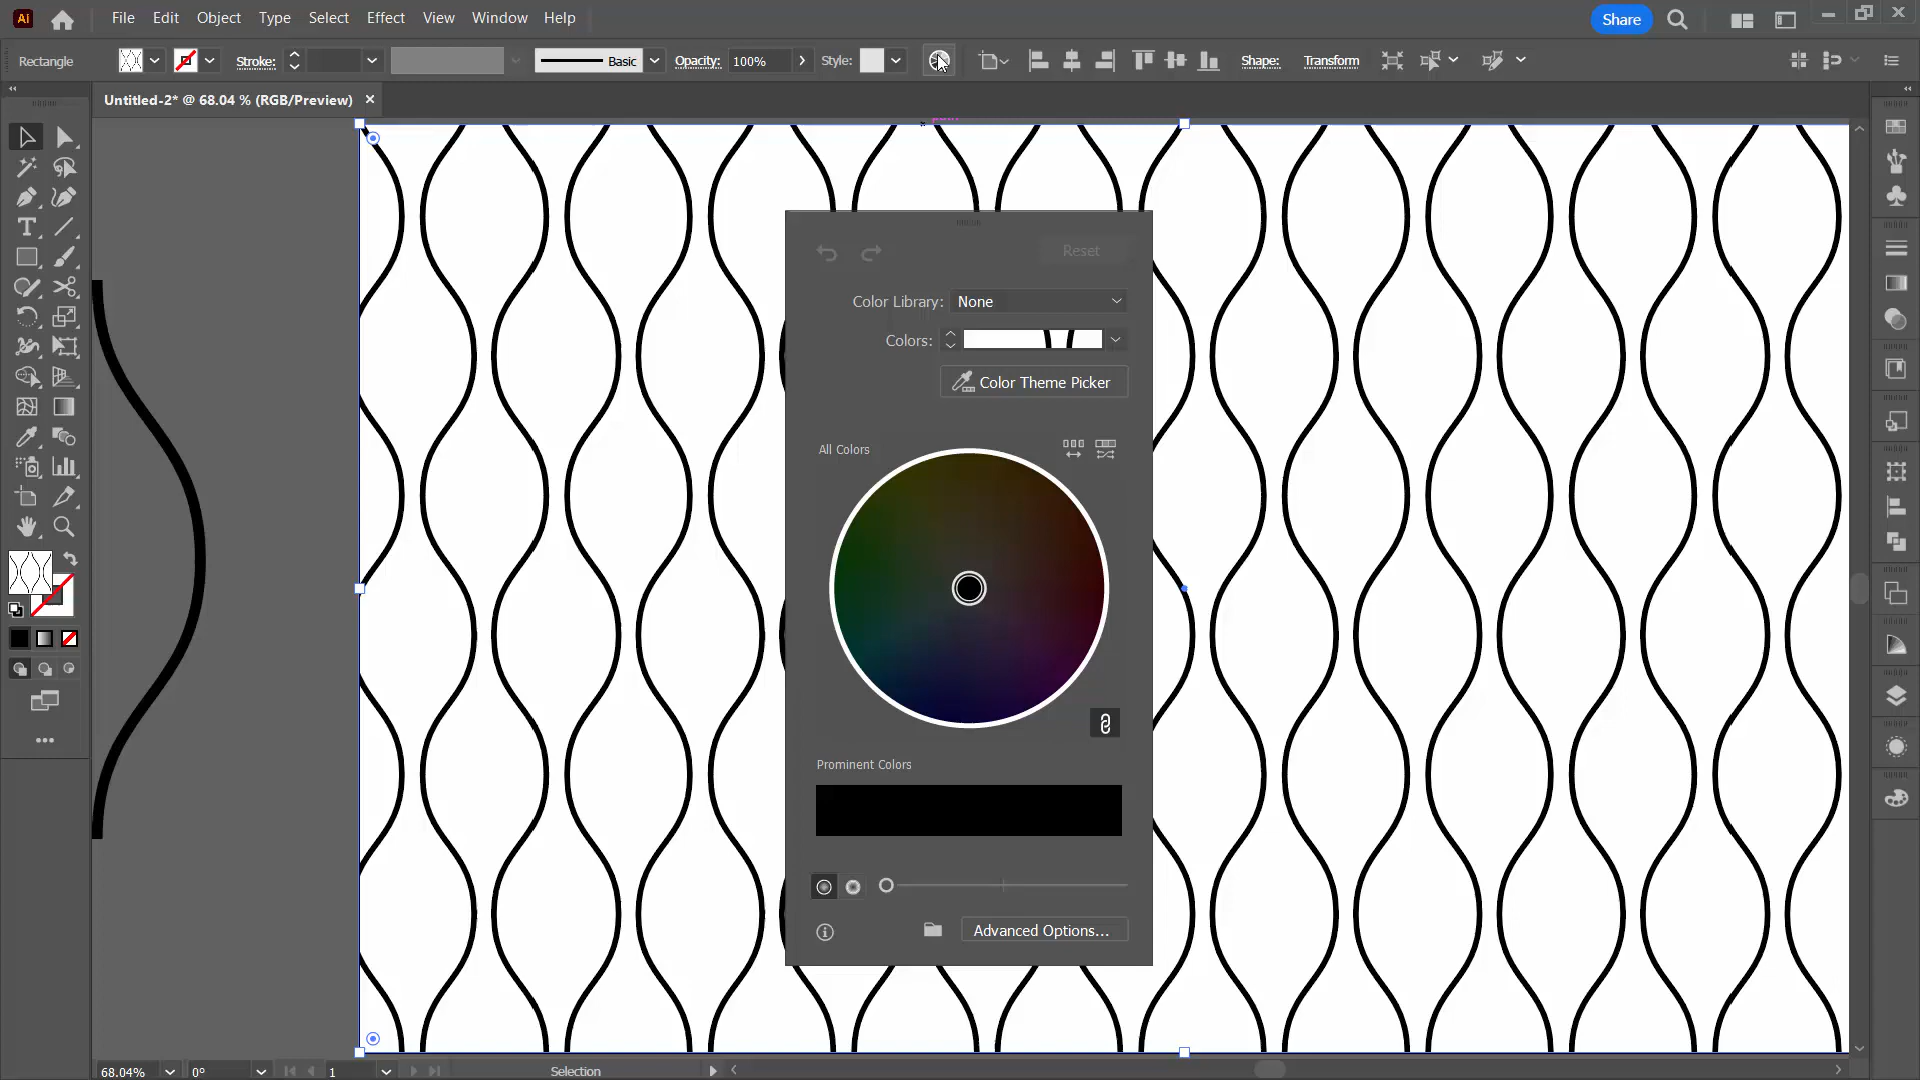 Ai File Edit Object Type Select Effect View Window Help Share
Rectangle Stroke: Basic Opacity: 100% Style: Shape: Transform
Untitled-2* @ 68.04 % (RGB/Preview)
Reset
Color Library: None
Colors:
Color Theme Picker
All Colors
Prominent Colors
Advanced Options...
68.04% 0° 1 Selection